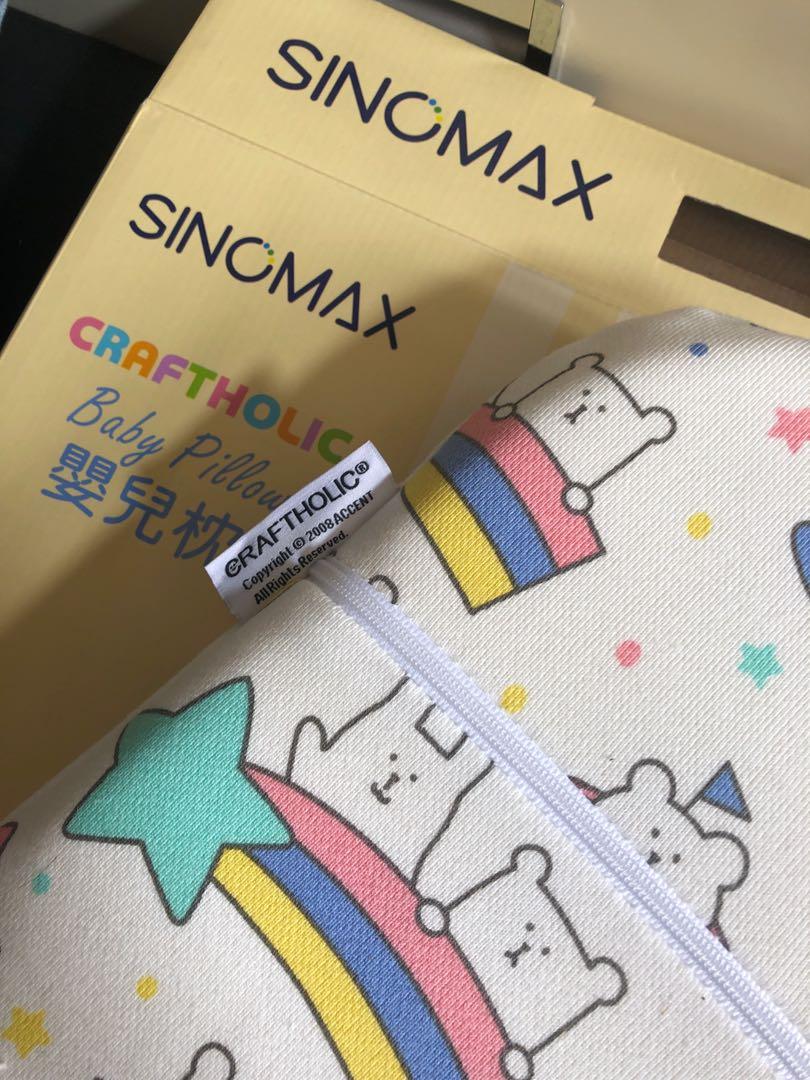 SINOMAX
SINOMAX
CRAFTHOLIC
Baby Pillow
嬰兒枕
CRAFTHOLIC®
Copyright © 2008 ACCENT
All Rights Reserved.